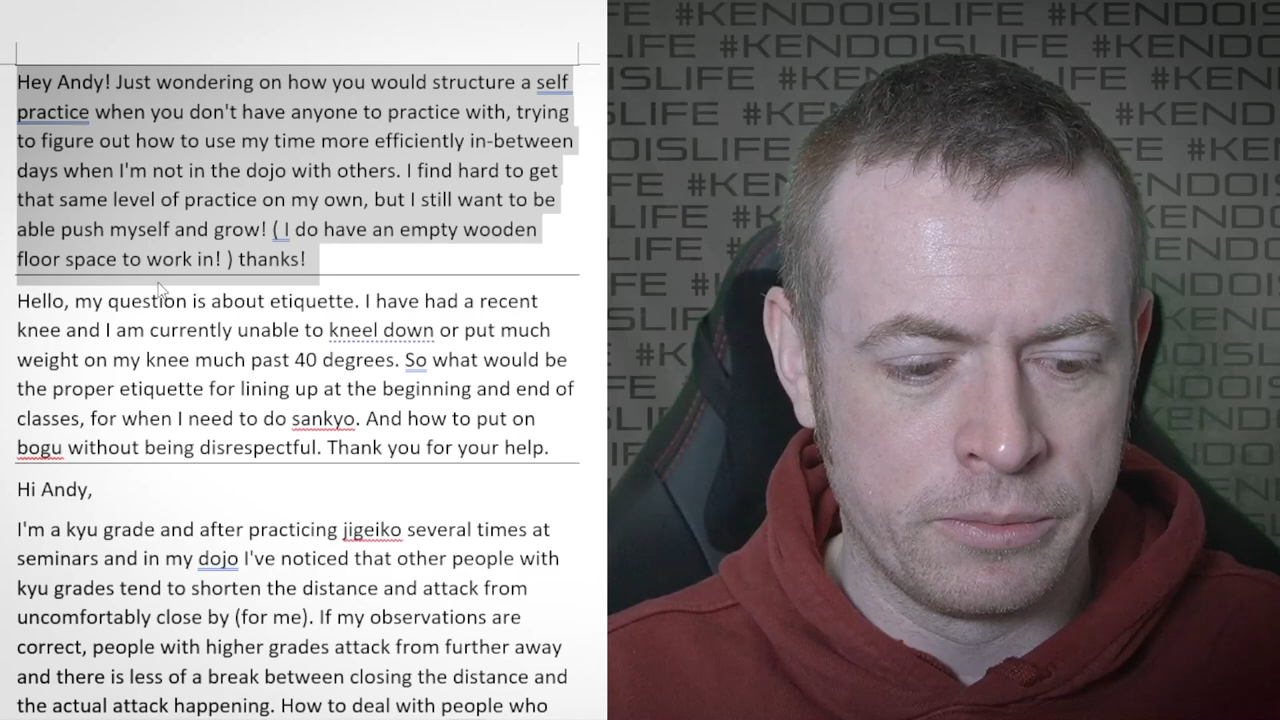 Hey Andy! Just wondering on how you would structure a self
practice when you don't have anyone to practice with, trying
to figure out how to use my time more efficiently in-between
days when I'm not in the dojo with others. I find hard to get
that same level of practice on my own, but I still want to be
able push myself and grow! ( I do have an empty wooden
floor space to work in! ) thanks!
Hello, my question is about etiquette. I have had a recent
knee and I am currently unable to kneel down or put much
weight on my knee much past 40 degrees. So what would be
the proper etiquette for lining up at the beginning and end of
classes, for when I need to do sankyo. And how to put on
bogu without being disrespectful. Thank you for your help.
Hi Andy,
I'm a kyu grade and after practicing jigeiko several times at
seminars and in my dojo I've noticed that other people with
kyu grades tend to shorten the distance and attack from
uncomfortably close by (for me). If my observations are
correct, people with higher grades attack from further away
and there is less of a break between closing the distance and
the actual attack happening. How to deal with people who
LIFE #KENDOISLIFE #KENDOIS
LIFE #KENDOISLIFE #KENDO
ISLIFE